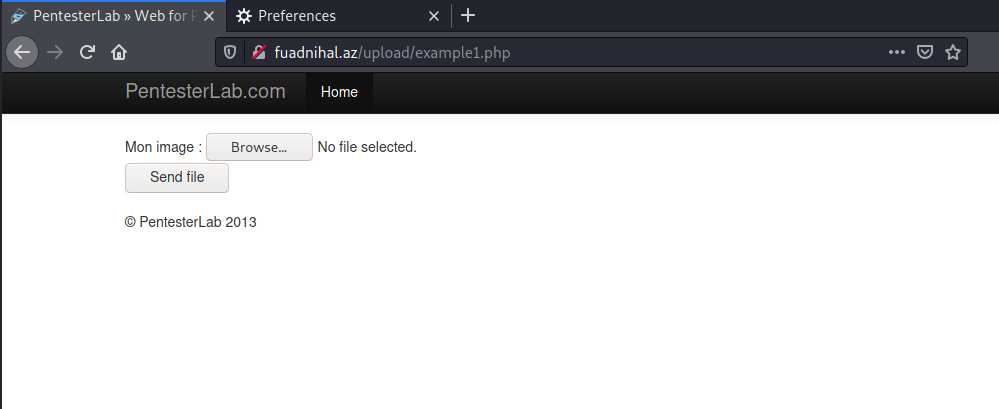 PentesterLab » Web for P
Preferences
fuadnihal.az/upload/example1.php
PentesterLab.com Home
Mon image : Browse... No file selected.
Send file
© PentesterLab 2013